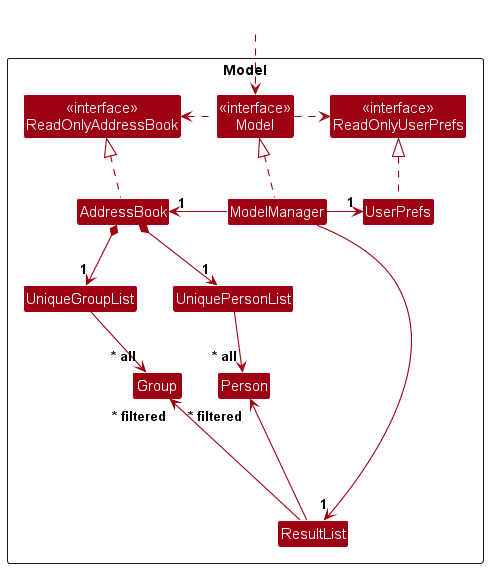 Model
«interface»
ReadOnlyAddressBook
«interface»
Model
«interface»
ReadOnlyUserPrefs
AddressBook
1
ModelManager
1
UserPrefs
1
1
UniqueGroupList
UniquePersonList
* all
* all
Group
Person
* filtered
* filtered
1
ResultList